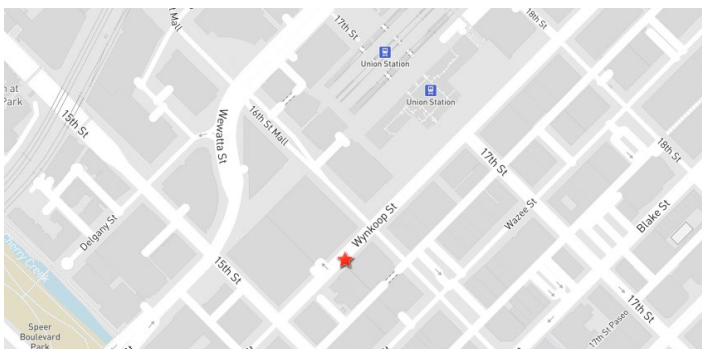 t Mall
17th St
18th St
Union Station
n at
Park
Union Station
15th St
Wewatta St
16th St Mall
17th St
18th St
Wynkoop St
Wazee St
Blake St
Delgany St
Cherry Creek
15th St
17th St
17th St Paseo
Speer
Boulevard
Park